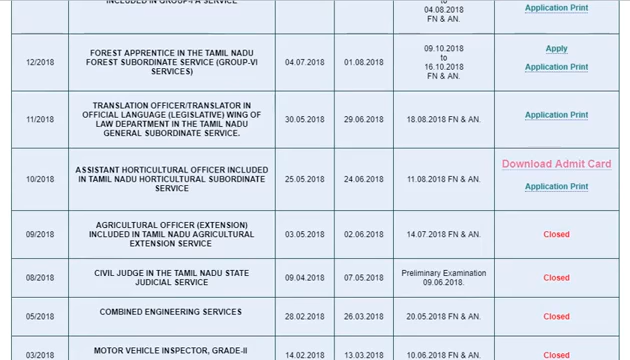 INCLUDED IN GROUP-I A SERVICE
to
04.08.2018
FN & AN.
Application Print
12/2018
FOREST APPRENTICE IN THE TAMIL NADU
FOREST SUBORDINATE SERVICE (GROUP-VI
SERVICES)
04.07.2018
01.08.2018
09.10.2018
to
16.10.2018
FN & AN.
Apply
Application Print
11/2018
TRANSLATION OFFICER/TRANSLATOR IN
OFFICIAL LANGUAGE (LEGISLATIVE) WING OF
LAW DEPARTMENT IN THE TAMIL NADU
GENERAL SUBORDINATE SERVICE.
30.05.2018
29.06.2018
18.08.2018 FN & AN.
Application Print
10/2018
ASSISTANT HORTICULTURAL OFFICER INCLUDED
IN TAMIL NADU HORTICULTURAL SUBORDINATE
SERVICE
25.05.2018
24.06.2018
11.08.2018 FN & AN.
Download Admit Card
Application Print
09/2018
AGRICULTURAL OFFICER (EXTENSION)
INCLUDED IN TAMIL NADU AGRICULTURAL
EXTENSION SERVICE
03.05.2018
02.06.2018
14.07.2018 FN & AN.
Closed
08/2018
CIVIL JUDGE IN THE TAMIL NADU STATE
JUDICIAL SERVICE
09.04.2018
07.05.2018
Preliminary Examination
09.06.2018.
Closed
05/2018
COMBINED ENGINEERING SERVICES
28.02.2018
26.03.2018
20.05.2018 FN & AN.
Closed
03/2018
MOTOR VEHICLE INSPECTOR, GRADE-II
14.02.2018
13.03.2018
10.06.2018 FN & AN.
Closed